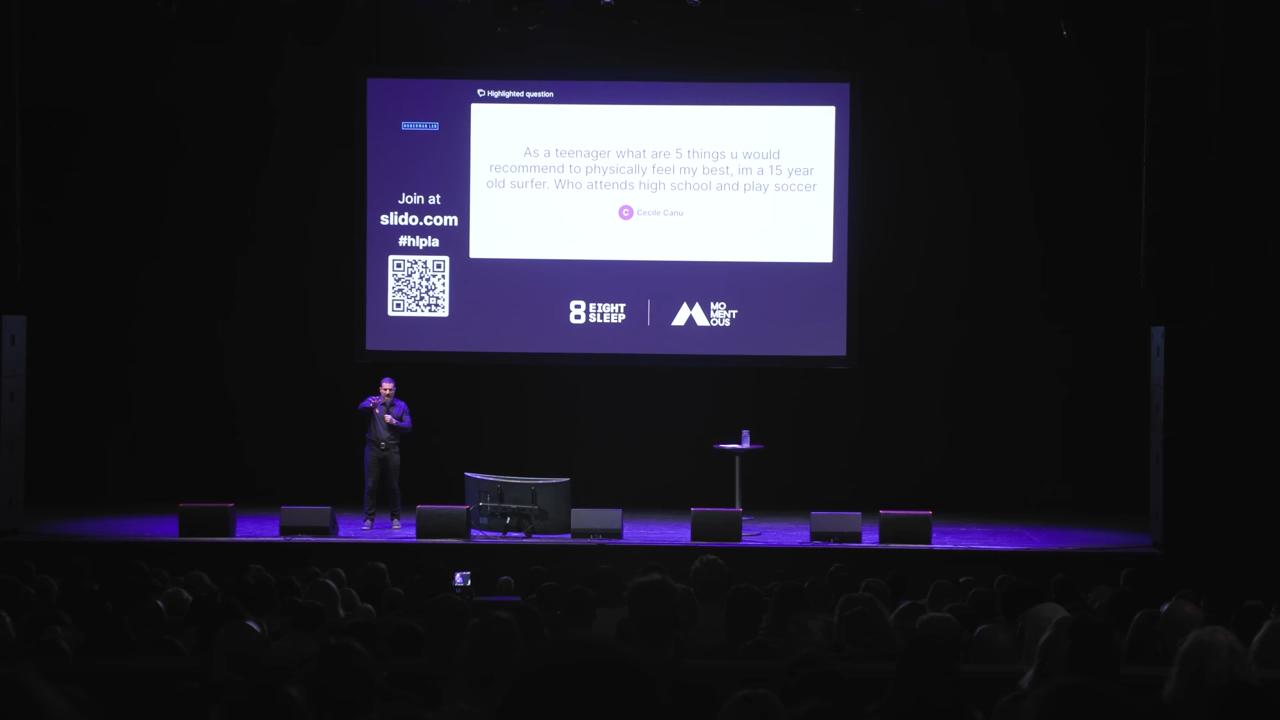 Highlighted question
HUBERMAN LAB
As a teenager what are 5 things u would
recommend to physically feel my best, im a 15 year
old surfer. Who attends high school and play soccer
C Cecile Canu
Join at
slido.com
#hlpla
8 EIGHT
SLEEP
MO
MENT
OUS